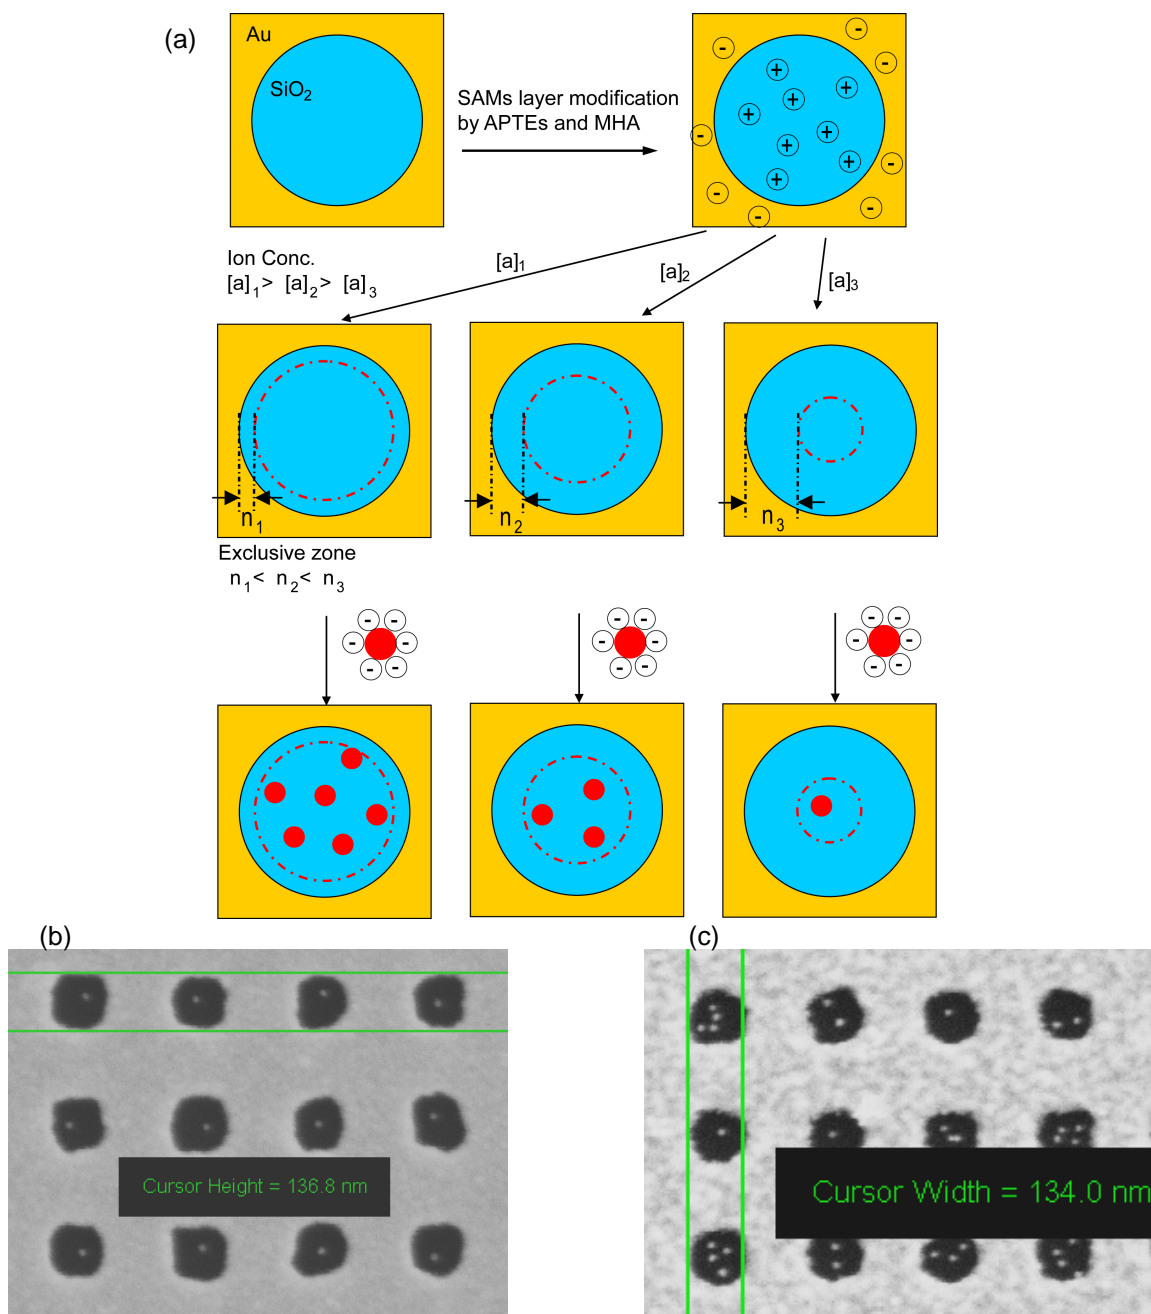 (a)
Au
SiO₂
SAMs layer modification
by APTEs and MHA
+ + + + + + + +
- - - - - - - - -
Ion Conc.
[a]₁> [a]₂> [a]₃
[a]₁
[a]₂
[a]₃
n₁
n₂
n₃
Exclusive zone
n₁< n₂< n₃
- - - - - -
- - - - - -
- - - - - -
(b)
(c)
Cursor Height = 136.8 nm
Cursor Width = 134.0 nm